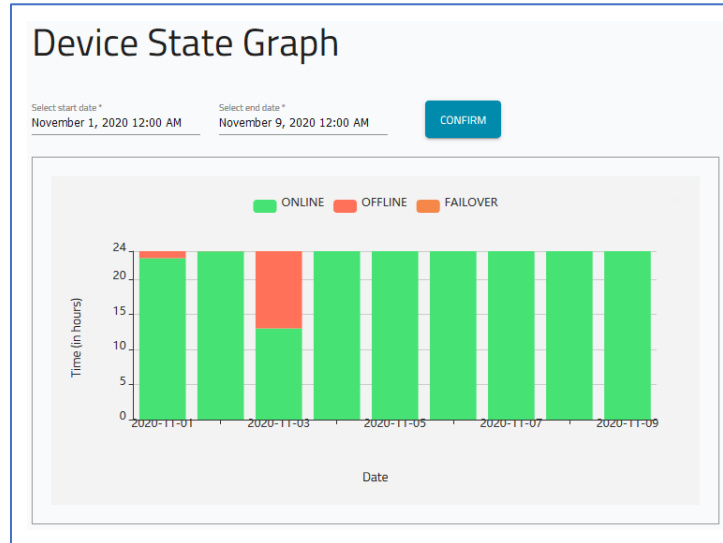 Device State Graph
Select start date *
Select end date *
November 1, 2020 12:00 AM
November 9, 2020 12:00 AM
CONFIRM
ONLINE OFFLINE FAILOVER
24
20
15
10
5
0
Time (in hours)
2020-11-01 2020-11-03 2020-11-05 2020-11-07 2020-11-09
Date